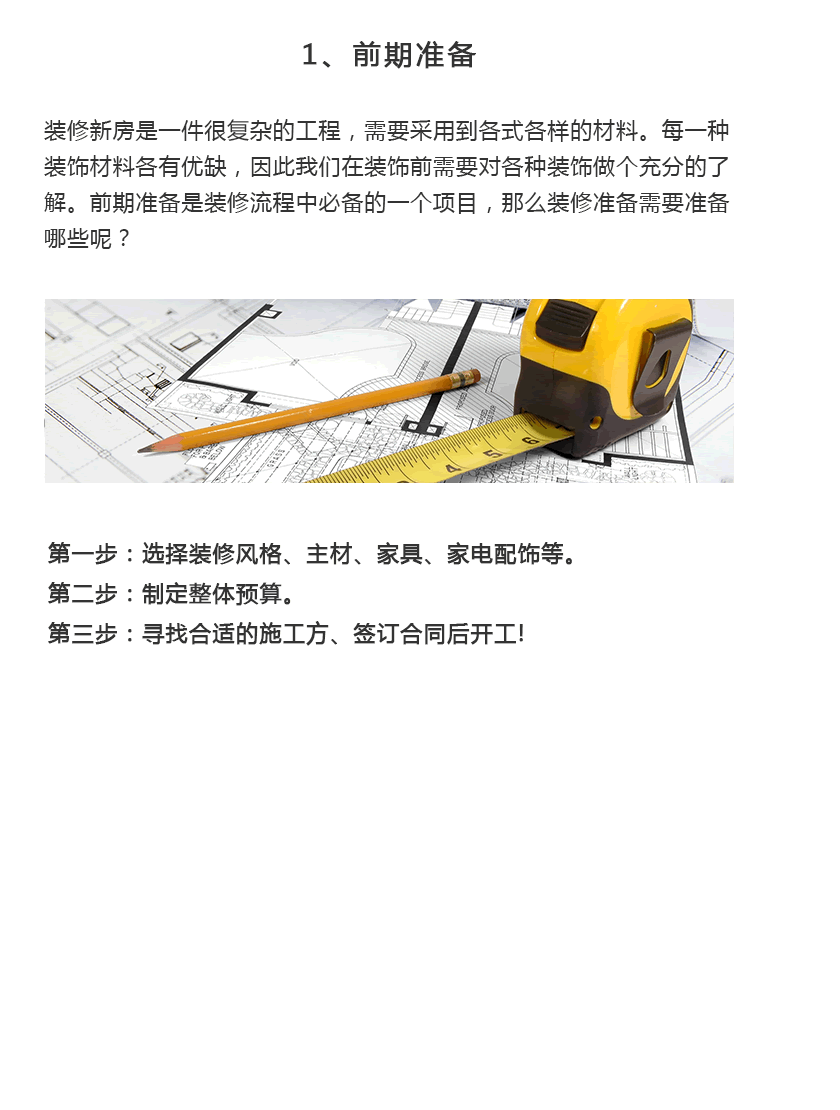 1、前期准备
装修新房是一件很复杂的工程，需要采用到各式各样的材料。每一种
装饰材料各有优缺，因此我们在装饰前需要对各种装饰做个充分的了
解。前期准备是装修流程中必备的一个项目，那么装修准备需要准备
哪些呢？
4 5 6
第一步：选择装修风格、主材、家具、家电配饰等。
第二步：制定整体预算。
第三步：寻找合适的施工方、签订合同后开工!